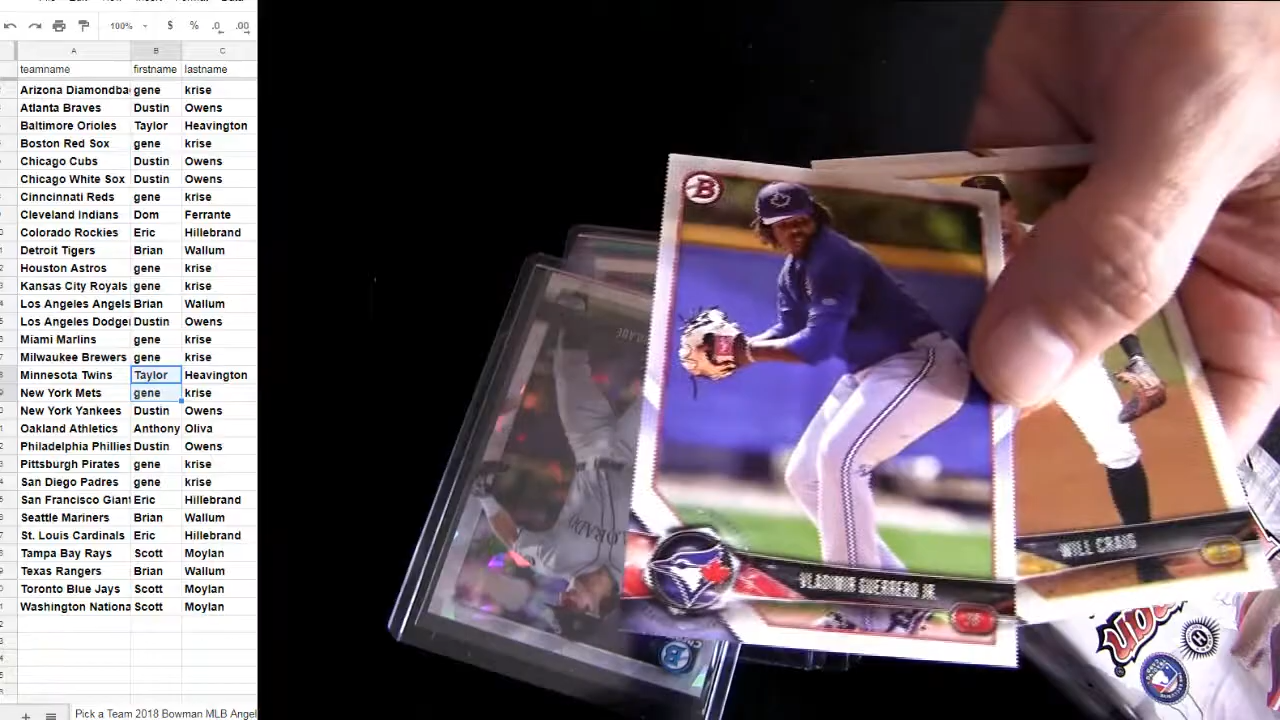 100% $ % .0 .00
A B C
teamname firstname lastname
Arizona Diamondba gene krise
Atlanta Braves Dustin Owens
Baltimore Orioles Taylor Heavington
Boston Red Sox gene krise
Chicago Cubs Dustin Owens
Chicago White Sox Dustin Owens
Cinncinnati Reds gene krise
Cleveland Indians Dom Ferrante
Colorado Rockies Eric Hillebrand
Detroit Tigers Brian Wallum
Houston Astros gene krise
Kansas City Royals gene krise
Los Angeles Angels Brian Wallum
Los Angeles Dodge Dustin Owens
Miami Marlins gene krise
Milwaukee Brewers gene krise
Minnesota Twins Taylor Heavington
New York Mets gene krise
New York Yankees Dustin Owens
Oakland Athletics Anthony Oliva
Philadelphia Phillies Dustin Owens
Pittsburgh Pirates gene krise
San Diego Padres gene krise
San Francisco Giant Eric Hillebrand
Seattle Mariners Brian Wallum
St. Louis Cardinals Eric Hillebrand
Tampa Bay Rays Scott Moylan
Texas Rangers Brian Wallum
Toronto Blue Jays Scott Moylan
Washington Nationa Scott Moylan
Pick a Team 2018 Bowman MLB Angel
B
VLADIMIR GUERRERO JR.
WILL CRAIG